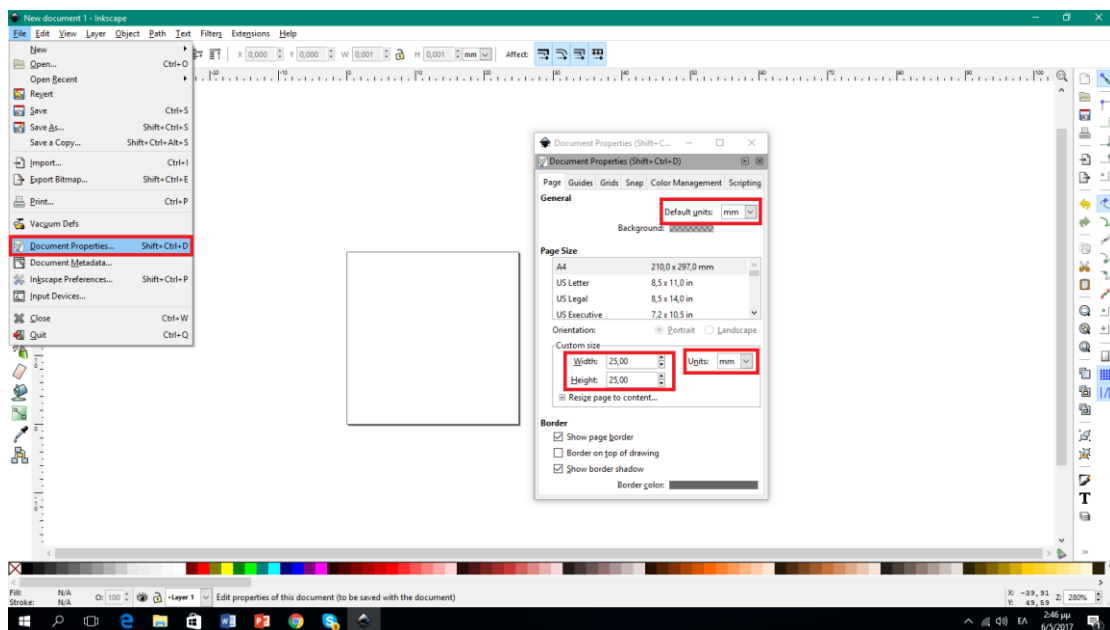 New document 1 - Inkscape
File Edit View Layer Object Path Text Filters Extensions Help
X 0,000 Y 0,000 W 0,001 H 0,001 mm Affect:
New
Open... Ctrl+O
Open Recent
Revert
Save Ctrl+S
Save As... Shift+Ctrl+S
Save a Copy... Shift+Ctrl+Alt+S
Import... Ctrl+I
Export Bitmap... Shift+Ctrl+E
Print... Ctrl+P
Vacuum Defs
Document Properties... Shift+Ctrl+D
Document Metadata...
Inkscape Preferences... Shift+Ctrl+P
Input Devices...
Close Ctrl+W
Quit Ctrl+Q
Document Properties (Shift+C...
Document Properties (Shift+Ctrl+D)
Page Guides Grids Snap Color Management Scripting
General
Default units: mm
Background:
Page Size
A4 210,0 x 297,0 mm
US Letter 8,5 x 11,0 in
US Legal 8,5 x 14,0 in
US Executive 7,2 x 10,5 in
Orientation: Portrait Landscape
Custom size
Width: 25,00 Units: mm
Height: 25,00
Resize page to content...
Border
Show page border
Border on top of drawing
Show border shadow
Border color:
Fill: N/A
Stroke: N/A
O: 100 Layer 1 Edit properties of this document (to be saved with the document)
X: -39,91
Y: 49,59
Z: 280%
ΕΛ 2:46 μμ
6/5/2017